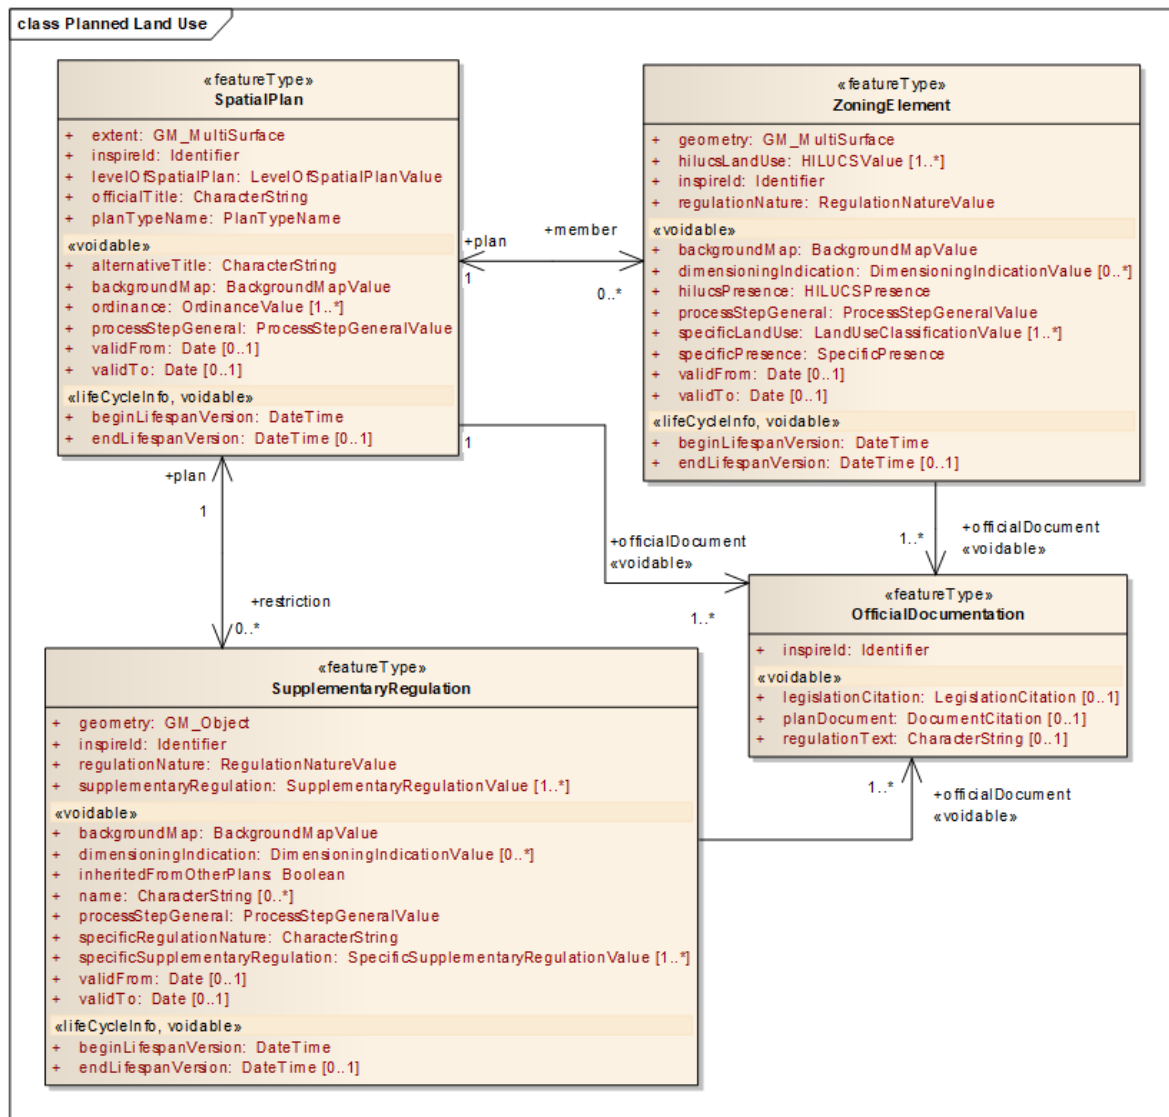 class Planned Land Use
«featureType»
SpatialPlan
+ extent: GM_MultiSurface
+ inspireId: Identifier
+ levelOfSpatialPlan: LevelOfSpatialPlanValue
+ officialTitle: CharacterString
+ planTypeName: PlanTypeName
«voidable»
+ alternativeTitle: CharacterString
+ backgroundMap: BackgroundMapValue
+ ordinance: OrdinanceValue [1..*]
+ processStepGeneral: ProcessStepGeneralValue
+ validFrom: Date [0..1]
+ validTo: Date [0..1]
«lifeCycleInfo, voidable»
+ beginLifespanVersion: DateTime
+ endLifespanVersion: DateTime [0..1]
+plan
1
+member
0..*
«featureType»
ZoningElement
+ geometry: GM_MultiSurface
+ hilucsLandUse: HILUCSValue [1..*]
+ inspireId: Identifier
+ regulationNature: RegulationNatureValue
«voidable»
+ backgroundMap: BackgroundMapValue
+ dimensioningIndication: DimensioningIndicationValue [0..*]
+ hilucsPresence: HILUCSPresence
+ processStepGeneral: ProcessStepGeneralValue
+ specificLandUse: LandUseClassificationValue [1..*]
+ specificPresence: SpecificPresence
+ validFrom: Date [0..1]
+ validTo: Date [0..1]
«lifeCycleInfo, voidable»
+ beginLifespanVersion: DateTime
+ endLifespanVersion: DateTime [0..1]
1
+plan
1
+officialDocument
«voidable»
1..*
+officialDocument
«voidable»
1..*
+restriction
0..*
«featureType»
OfficialDocumentation
+ inspireId: Identifier
«voidable»
+ legislationCitation: LegislationCitation [0..1]
+ planDocument: DocumentCitation [0..1]
+ regulationText: CharacterString [0..1]
«featureType»
SupplementaryRegulation
+ geometry: GM_Object
+ inspireId: Identifier
+ regulationNature: RegulationNatureValue
+ supplementaryRegulation: SupplementaryRegulationValue [1..*]
«voidable»
+ backgroundMap: BackgroundMapValue
+ dimensioningIndication: DimensioningIndicationValue [0..*]
+ inheritedFromOtherPlans: Boolean
+ name: CharacterString [0..*]
+ processStepGeneral: ProcessStepGeneralValue
+ specificRegulationNature: CharacterString
+ specificSupplementaryRegulation: SpecificSupplementaryRegulationValue [1..*]
+ validFrom: Date [0..1]
+ validTo: Date [0..1]
«lifeCycleInfo, voidable»
+ beginLifespanVersion: DateTime
+ endLifespanVersion: DateTime [0..1]
1..*
+officialDocument
«voidable»